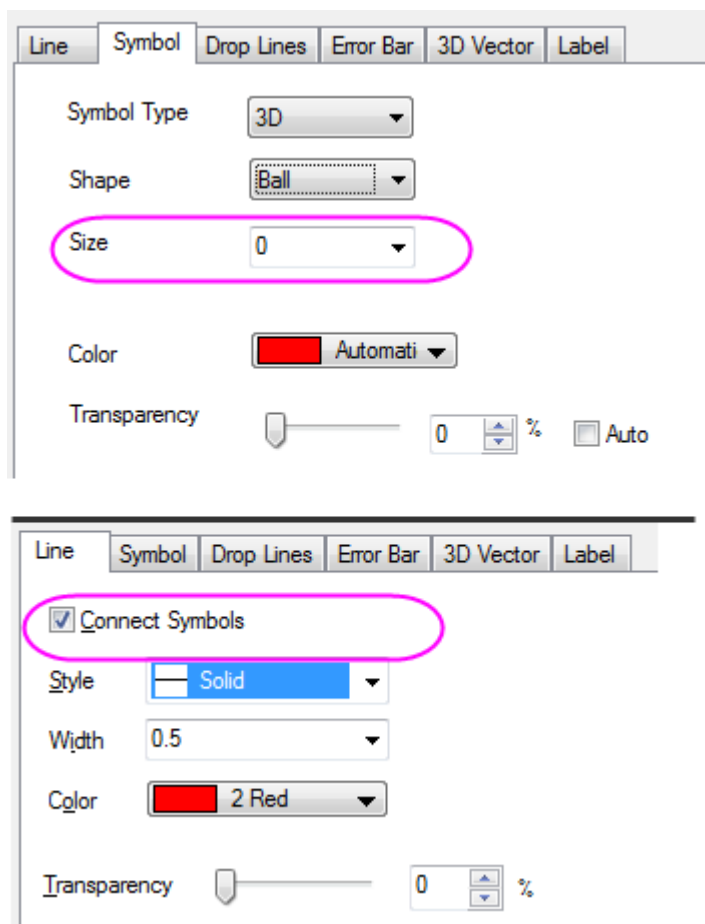 Line Symbol Drop Lines Error Bar 3D Vector Label
Symbol Type 3D
Shape Ball
Size 0
Color Automati
Transparency 0 % Auto
Line Symbol Drop Lines Error Bar 3D Vector Label
Connect Symbols
Style Solid
Width 0.5
Color 2 Red
Transparency 0 %